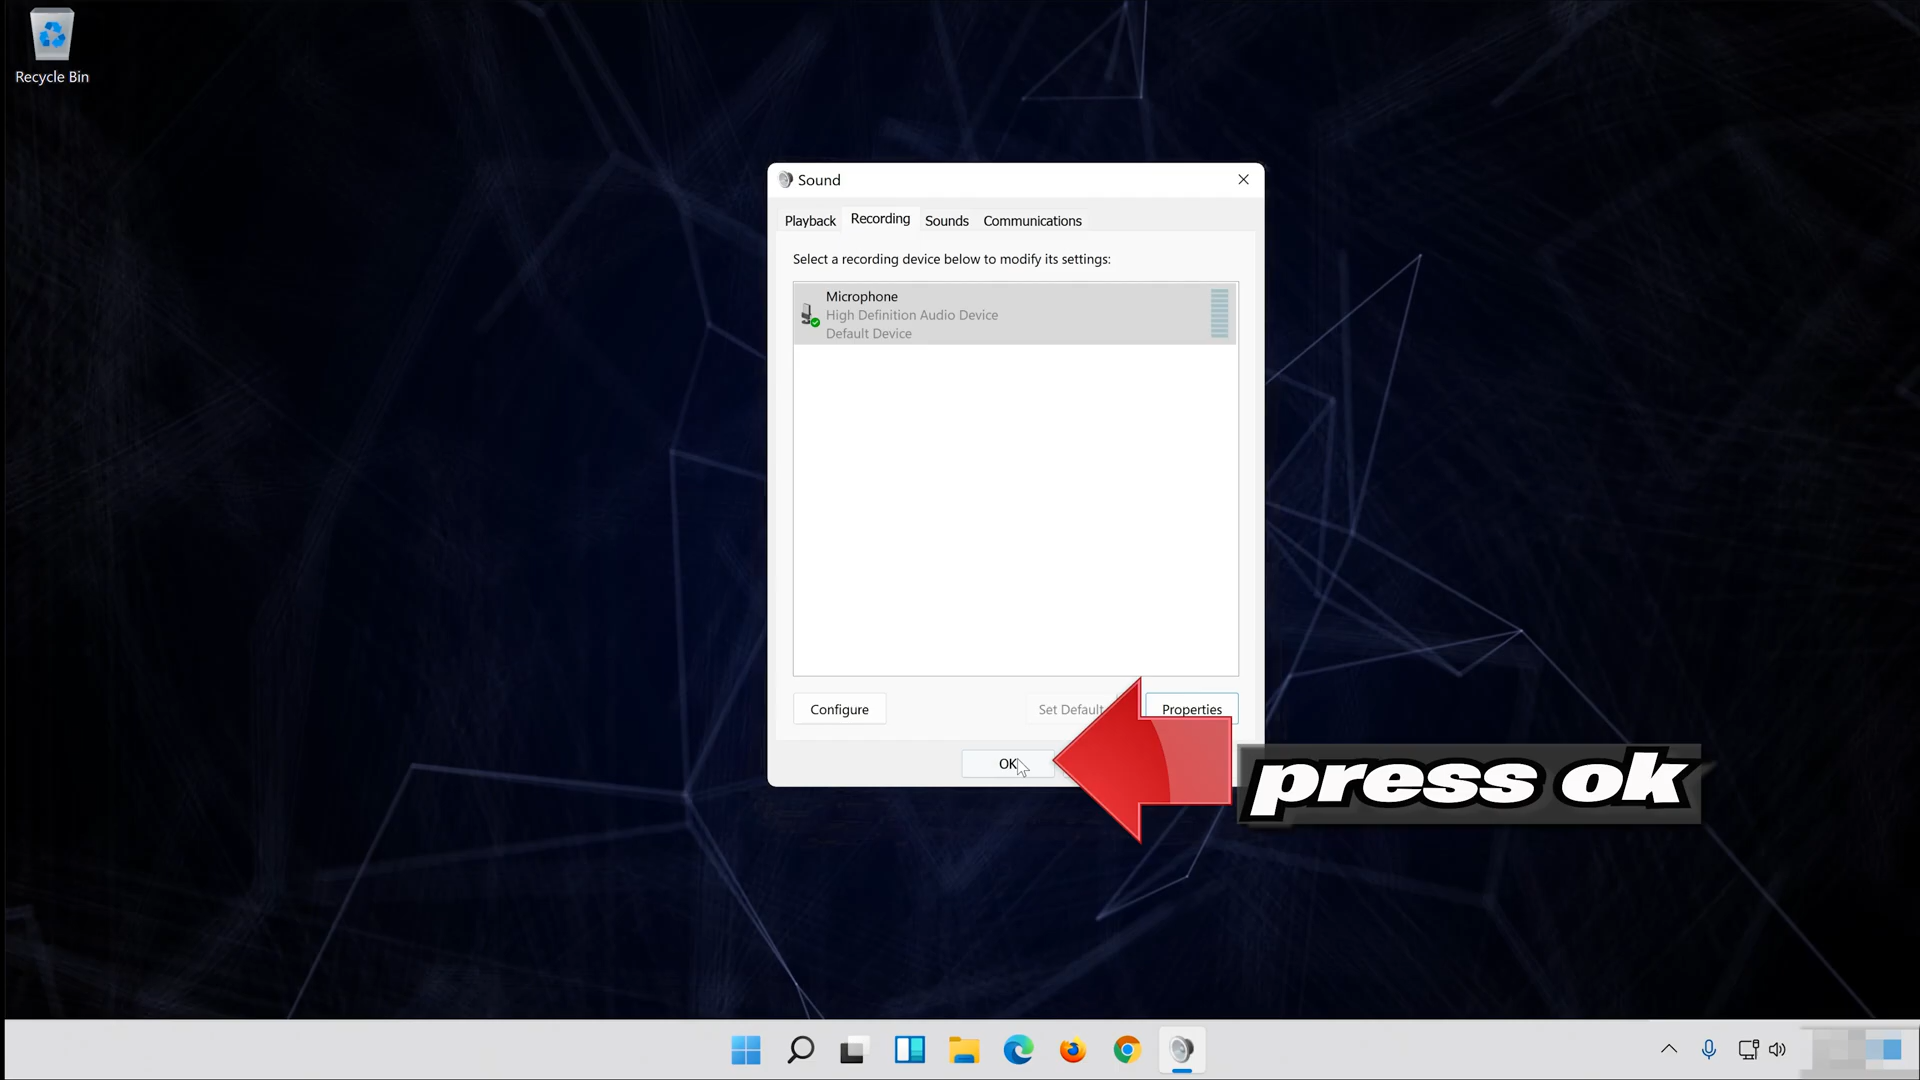 Recycle Bin
Sound
Playback
Recording
Sounds
Communications
Select a recording device below to modify its settings:
Microphone
High Definition Audio Device
Default Device
Configure
Set Default
Properties
OK
press ok